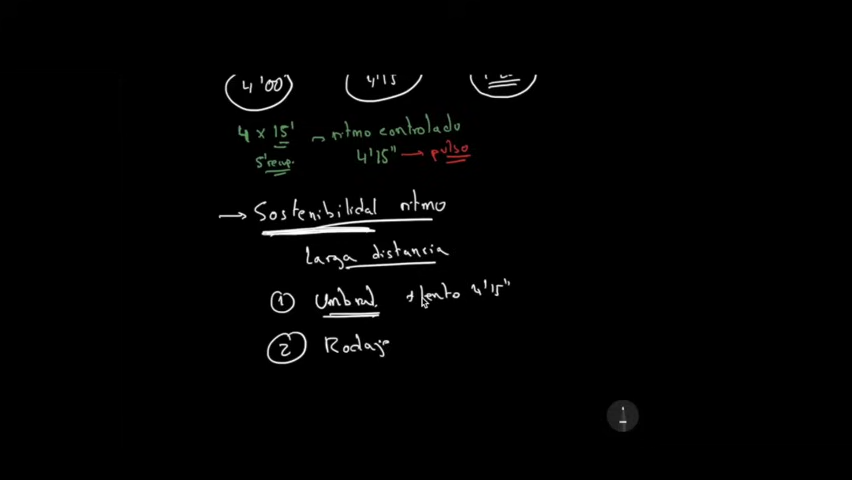 4'00" 4'15
4 x 15' → ritmo controlado
5' recup. 4'15" → pulso
→ Sostenibilidad ritmo
Larga distancia
① Umbral + lento 4'15"
② Rodaje